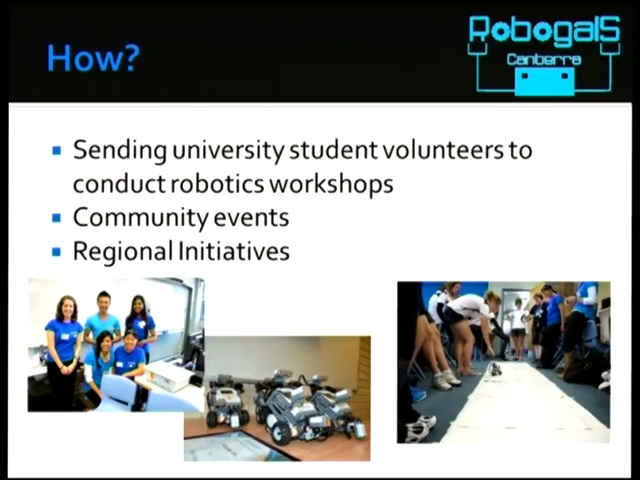 How?
Robogals
Canberra
Sending university student volunteers to
conduct robotics workshops
Community events
Regional Initiatives